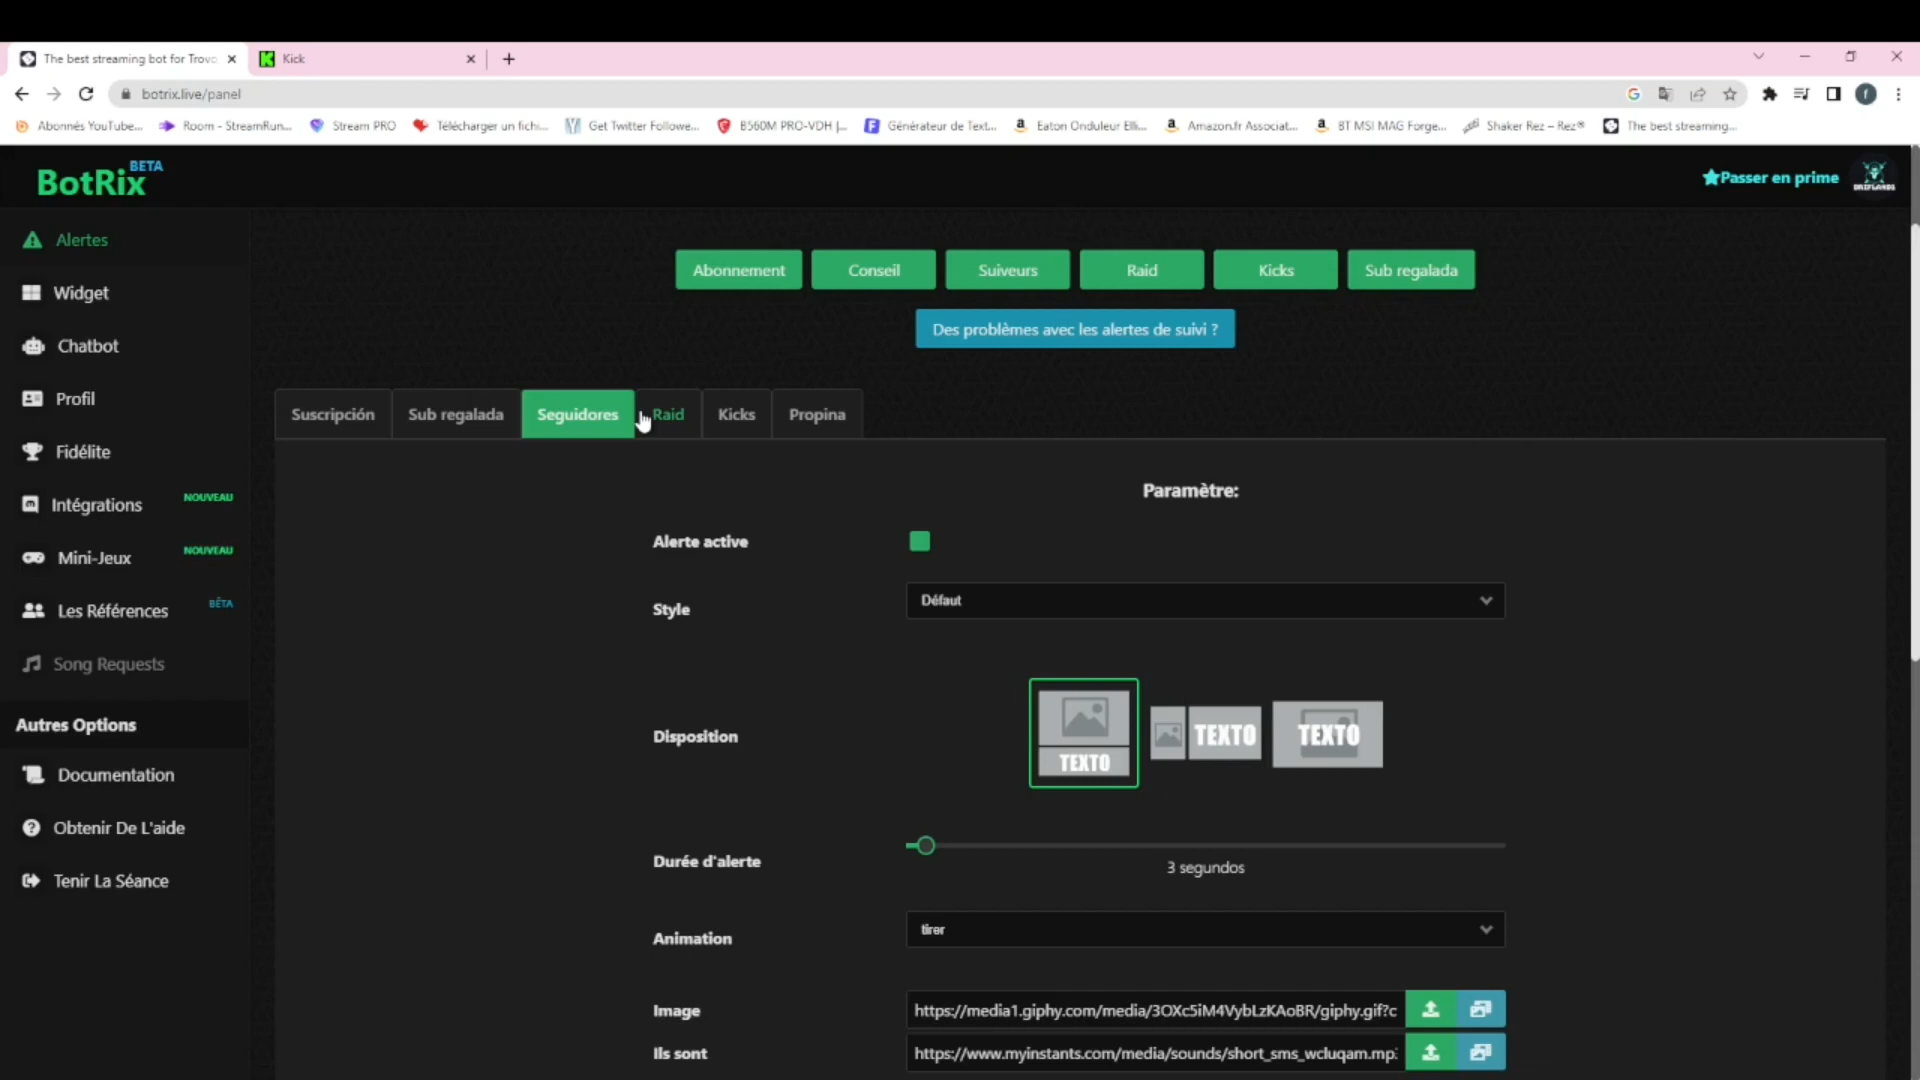 The best streaming bot for Trovo
Kick
botrix.live/panel
Abonnés YouTube...
Room - StreamRun...
Stream PRO
Télécharger un fichi...
Get Twitter Followe...
B560M PRO-VDH |...
Générateur de Text...
Eaton Onduleur Elli...
Amazon.fr Associat...
BT MSI MAG Forge...
Shaker Rez – Rez®
The best streaming...
BotRix BETA
Passer en prime
Alertes
Widget
Chatbot
Profil
Fidélite
Intégrations NOUVEAU
Mini-Jeux NOUVEAU
Les Références BÊTA
Song Requests
Autres Options
Documentation
Obtenir De L'aide
Tenir La Séance
Abonnement
Conseil
Suiveurs
Raid
Kicks
Sub regalada
Des problèmes avec les alertes de suivi ?
Suscripción
Sub regalada
Seguidores
Raid
Kicks
Propina
Paramètre:
Alerte active
Style
Défaut
Disposition
TEXTO
TEXTO
TEXTO
Durée d'alerte
3 segundos
Animation
tirer
Image
https://media1.giphy.com/media/3OXc5iM4VybLzKAoBR/giphy.gif?c
Ils sont
https://www.myinstants.com/media/sounds/short_sms_wcluqam.mp